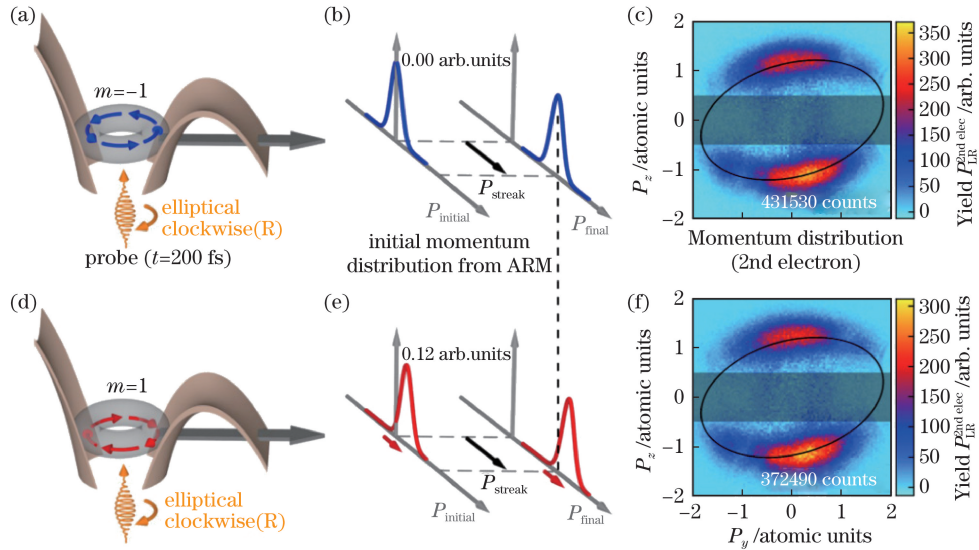 (a)
m=−1
elliptical
clockwise(R)
probe (t=200 fs)
(b)
0.00 arb.units
P_streak
P_initial
P_final
initial momentum
distribution from ARM
(c)
2
1
0
-1
-2
P_z /atomic units
431530 counts
Momentum distribution
(2nd electron)
350
300
250
200
150
100
50
0
Yield P_LR^2nd elec /arb. units
(d)
m=1
elliptical
clockwise(R)
(e)
0.12 arb.units
P_streak
P_initial
P_final
(f)
2
1
0
-1
-2
P_z /atomic units
372490 counts
−2 −1 0 1 2
P_y /atomic units
300
250
200
150
100
50
0
Yield P_LR^2nd elec /arb. units